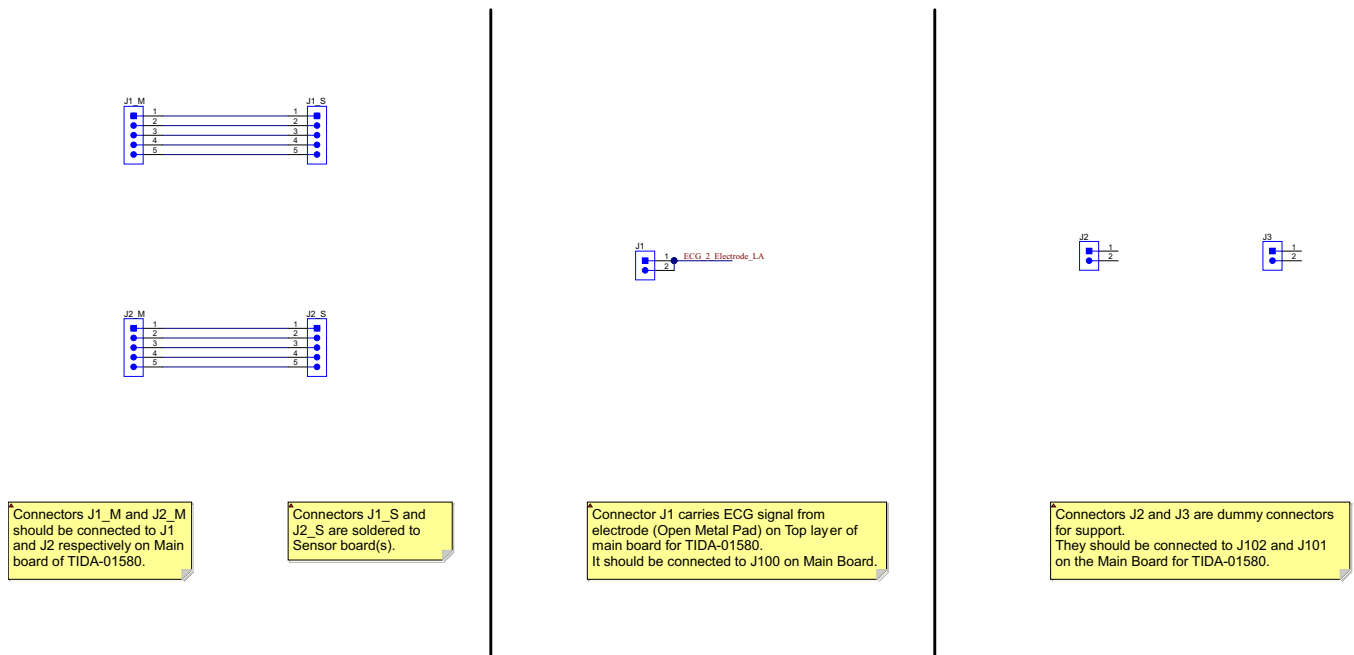 J1_M
1
2
3
4
5
J1_S
1
2
3
4
5
J2_M
1
2
3
4
5
J2_S
1
2
3
4
5
Connectors J1_M and J2_M
should be connected to J1
and J2 respectively on Main
board of TIDA-01580.
Connectors J1_S and
J2_S are soldered to
Sensor board(s).
J1
1
2
ECG_2_Electrode_LA
Connector J1 carries ECG signal from
electrode (Open Metal Pad) on Top layer of
main board for TIDA-01580.
It should be connected to J100 on Main Board.
J2
1
2
J3
1
2
Connectors J2 and J3 are dummy connectors
for support.
They should be connected to J102 and J101
on the Main Board for TIDA-01580.